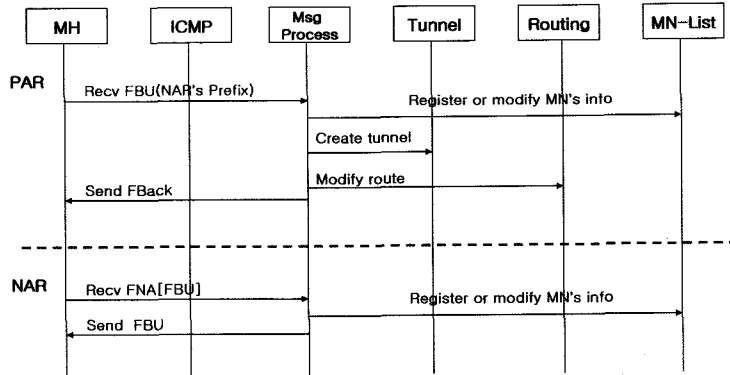 MH
ICMP
Msg
Process
Tunnel
Routing
MN-List
PAR
Recv FBU(NAR's Prefix)
Register or modify MN's info
Create tunnel
Modify route
Send FBack
NAR
Recv FNA[FBU]
Register or modify MN's info
Send FBU